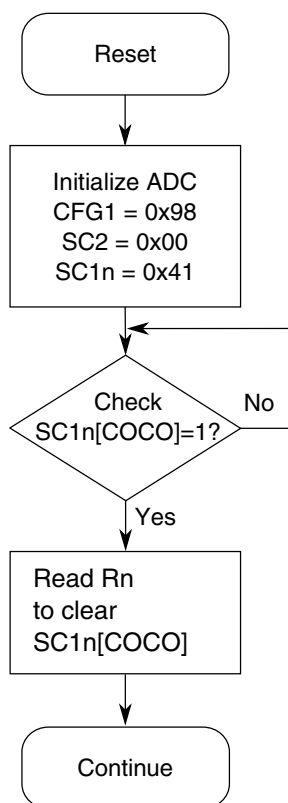 Reset
Initialize ADC
CFG1 = 0x98
SC2 = 0x00
SC1n = 0x41
Check
SC1n[COCO]=1?
No
Yes
Read Rn
to clear
SC1n[COCO]
Continue